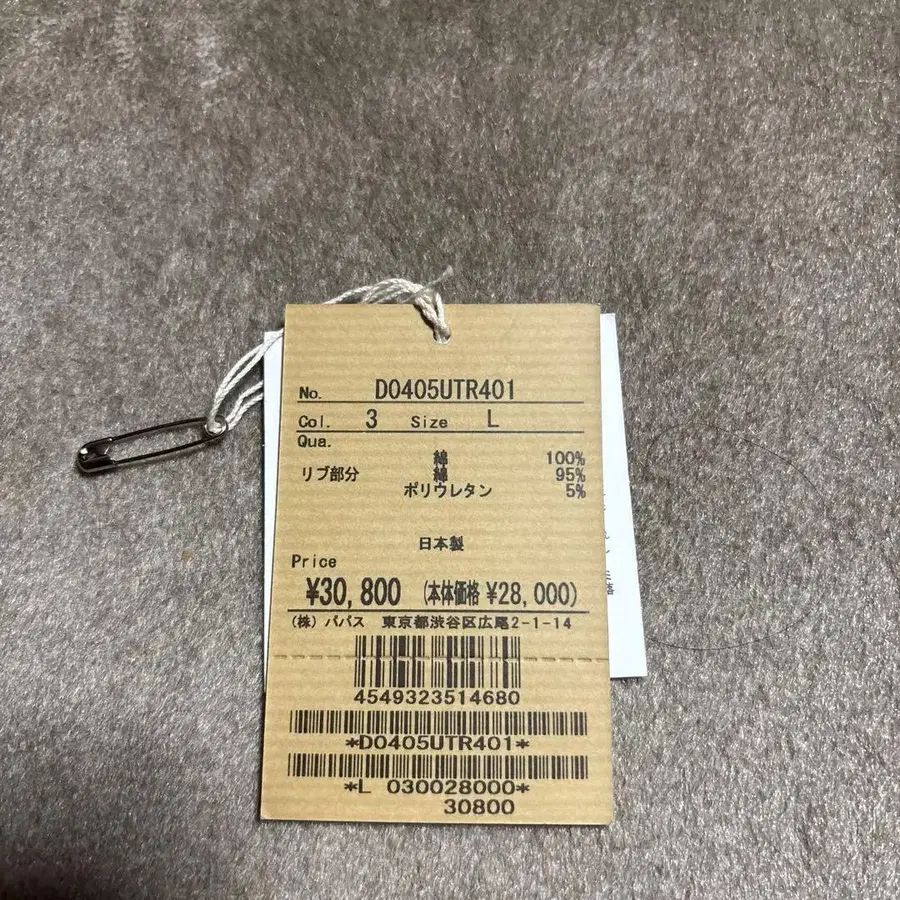 No. D0405UTR401
Col. 3 Size L
Qua.
綿 100%
リブ部分 綿 95%
ポリウレタン 5%
日本製
Price
¥30,800 (本体価格 ¥28,000)
(株) パパス 東京都渋谷区広尾2-1-14
4549323514680
*D0405UTR401*
*L 030028000*
30800